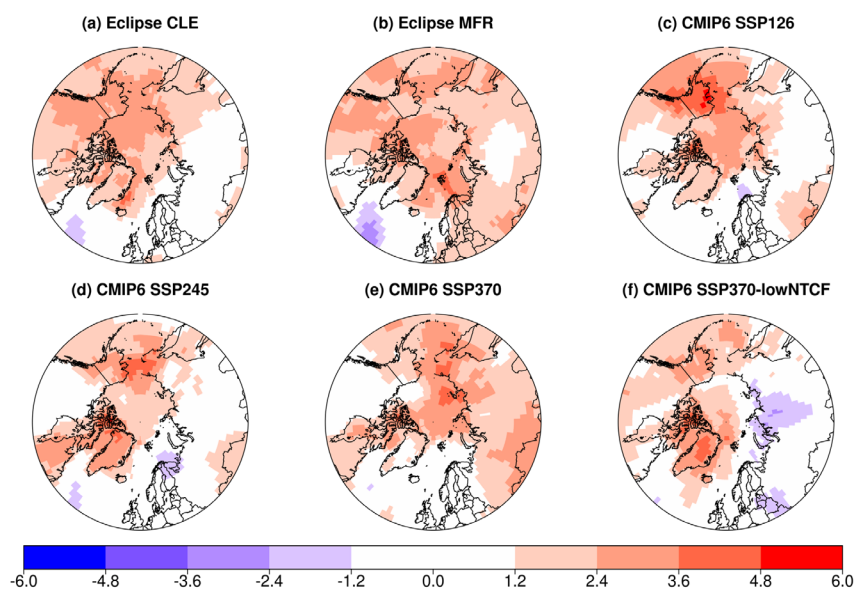 (a) Eclipse CLE
(b) Eclipse MFR
(c) CMIP6 SSP126
(d) CMIP6 SSP245
(e) CMIP6 SSP370
(f) CMIP6 SSP370-lowNTCF
-6.0 -4.8 -3.6 -2.4 -1.2 0.0 1.2 2.4 3.6 4.8 6.0